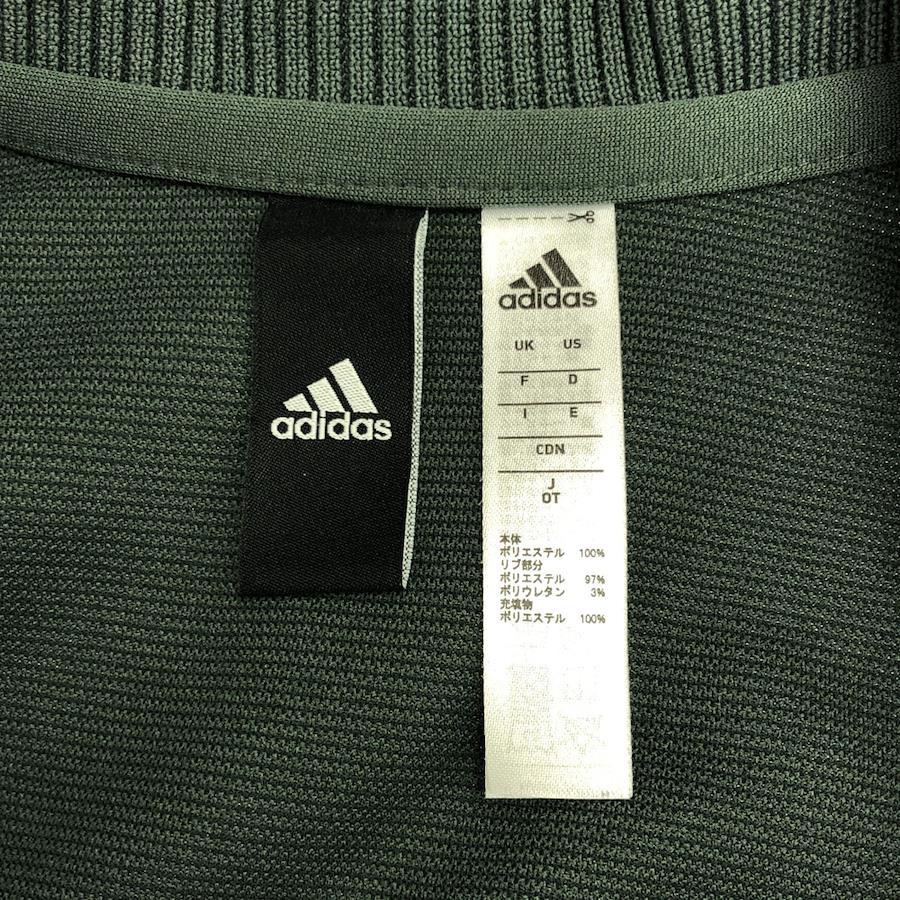 adidas
adidas
UK US
F D
I E
CDN
J
OT
本体
ポリエステル 100%
リブ部分
ポリエステル 97%
ポリウレタン 3%
充填物
ポリエステル 100%